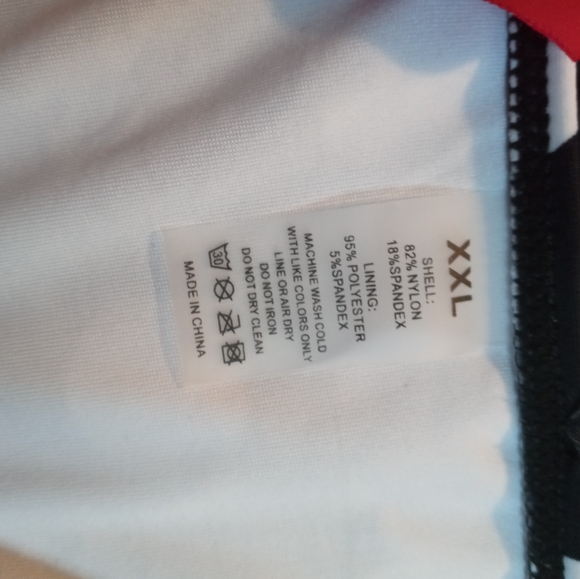 XXL
SHELL:
82% NYLON
18%SPANDEX
LINING:
95% POLYESTER
5%SPANDEX
MACHINE WASH COLD
WITH LIKE COLORS ONLY
LINE OR AIR DRY
DO NOT IRON
DO NOT DRY CLEAN
30
MADE IN CHINA